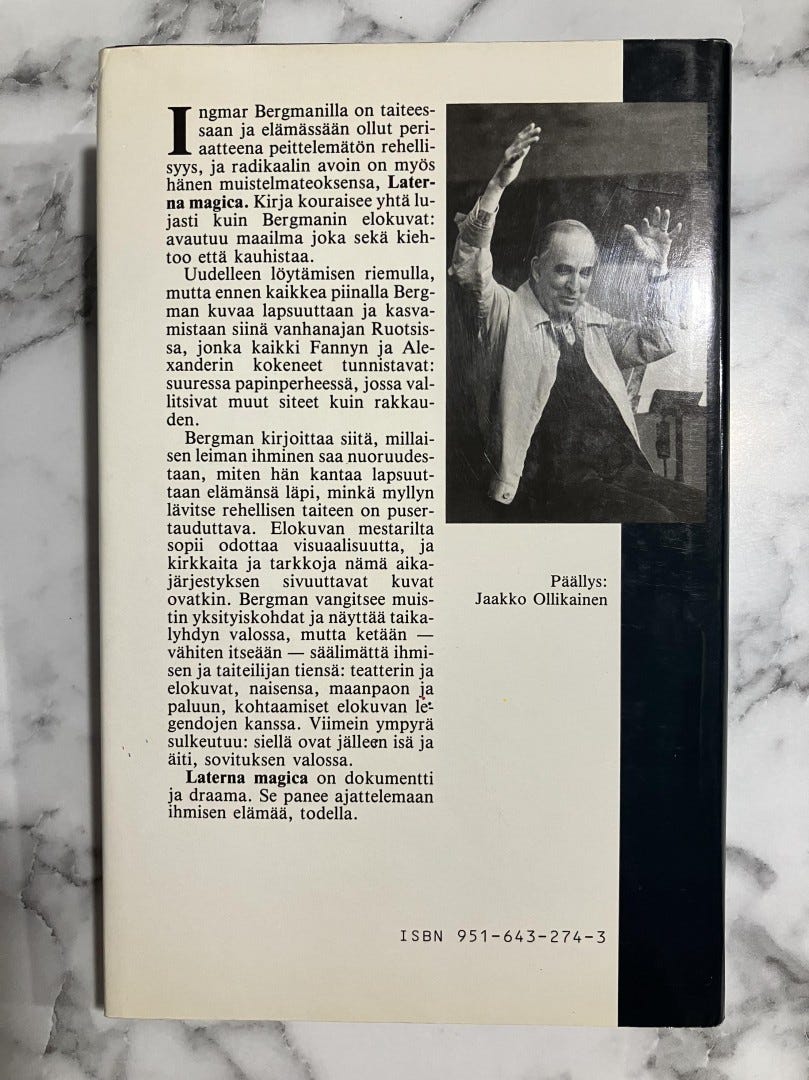 Ingmar Bergmanilla on taitees-
saan ja elämässään ollut peri-
aatteena peittelemätön rehelli-
syys, ja radikaalin avoin on myös
hänen muistelmateoksensa, Later-
na magica. Kirja kouraisee yhtä lu-
jasti kuin Bergmanin elokuvat:
avautuu maailma joka sekä kieh-
too että kauhistaa.
Uudelleen löytämisen riemulla,
mutta ennen kaikkea piinalla Berg-
man kuvaa lapsuuttaan ja kasva-
mistaan siinä vanhanajan Ruotsis-
sa, jonka kaikki Fannyn ja Ale-
xanderin kokeneet tunnistavat:
suuressa papinperheessä, jossa val-
litsivat muut siteet kuin rakkau-
den.
Bergman kirjoittaa siitä, millai-
sen leiman ihminen saa nuoruudes-
taan, miten hän kantaa lapsuut-
taan elämänsä läpi, minkä myllyn
lävitse rehellisen taiteen on puser-
tauduttava. Elokuvan mestarilta
sopii odottaa visuaalisuutta, ja
kirkkaita ja tarkkoja nämä aika-
järjestyksen sivuuttavat kuvat
ovatkin. Bergman vangitsee muis-
tin yksityiskohdat ja näyttää taika-
lyhdyn valossa, mutta ketään —
vähiten itseään — säälimättä ihmi-
sen ja taiteilijan tiensä: teatterin ja
elokuvat, naisensa, maanpaon ja
paluun, kohtaamiset elokuvan le-
gendojen kanssa. Viimein ympyrä
sulkeutuu: siellä ovat jälleen isä ja
äiti, sovituksen valossa.
Laterna magica on dokumentti
ja draama. Se panee ajattelemaan
ihmisen elämää, todella.
Päällys:
Jaakko Ollikainen
ISBN 951-643-274-3